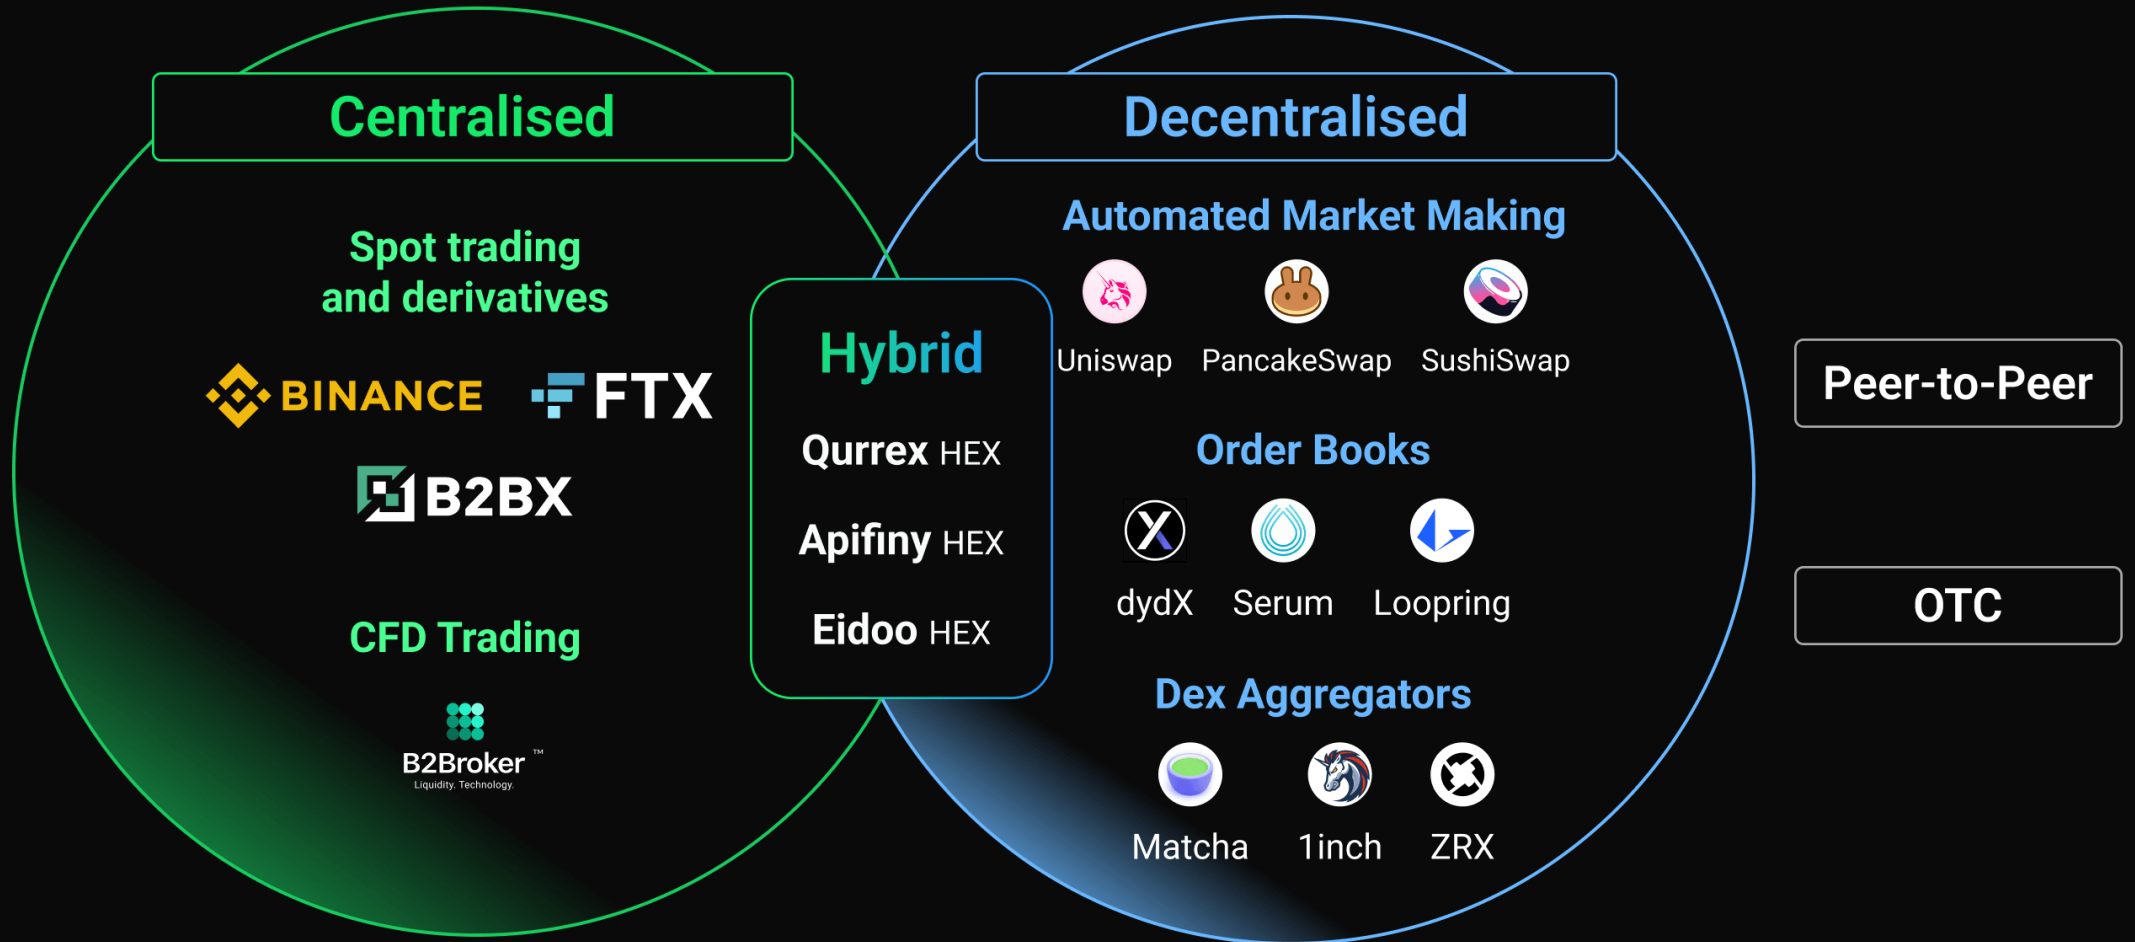 Centralised
Spot trading
and derivatives
BINANCE
FTX
B2BX
CFD Trading
B2Broker ™
Liquidity. Technology.
Hybrid
Qurrex HEX
Apifiny HEX
Eidoo HEX
Decentralised
Automated Market Making
Uniswap PancakeSwap SushiSwap
Order Books
dydX Serum Loopring
Dex Aggregators
Matcha 1inch ZRX
Peer-to-Peer
OTC